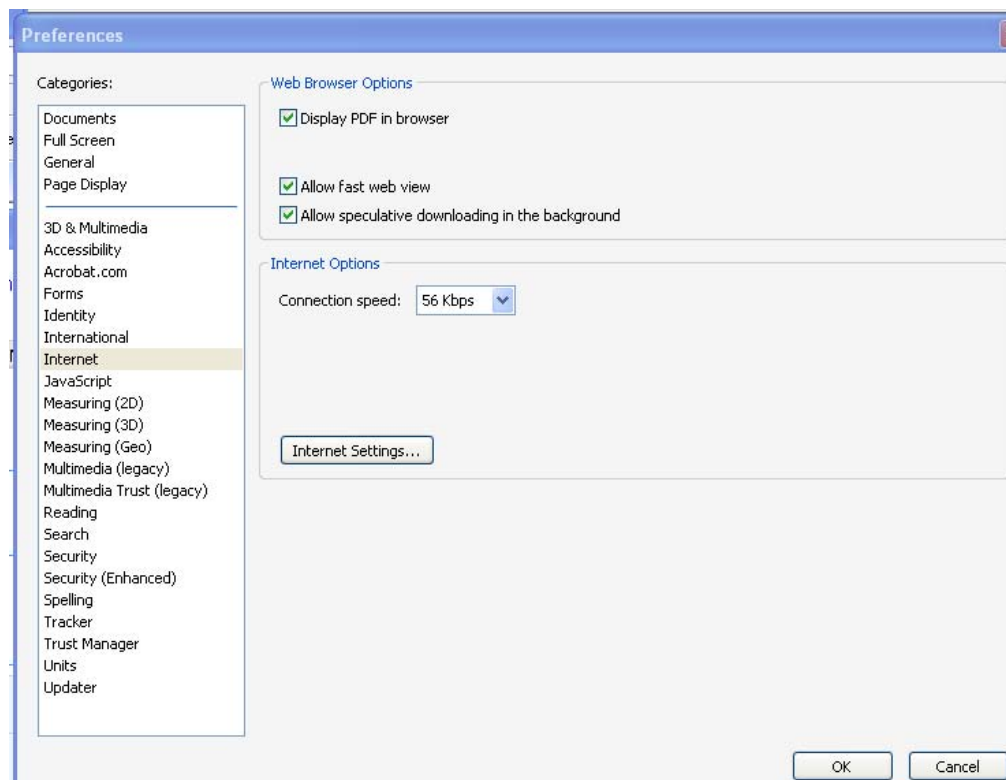 Preferences
Categories:
Documents
Full Screen
General
Page Display
3D & Multimedia
Accessibility
Acrobat.com
Forms
Identity
International
Internet
JavaScript
Measuring (2D)
Measuring (3D)
Measuring (Geo)
Multimedia (legacy)
Multimedia Trust (legacy)
Reading
Search
Security
Security (Enhanced)
Spelling
Tracker
Trust Manager
Units
Updater
Web Browser Options
Display PDF in browser
Allow fast web view
Allow speculative downloading in the background
Internet Options
Connection speed: 56 Kbps
Internet Settings...
OK Cancel